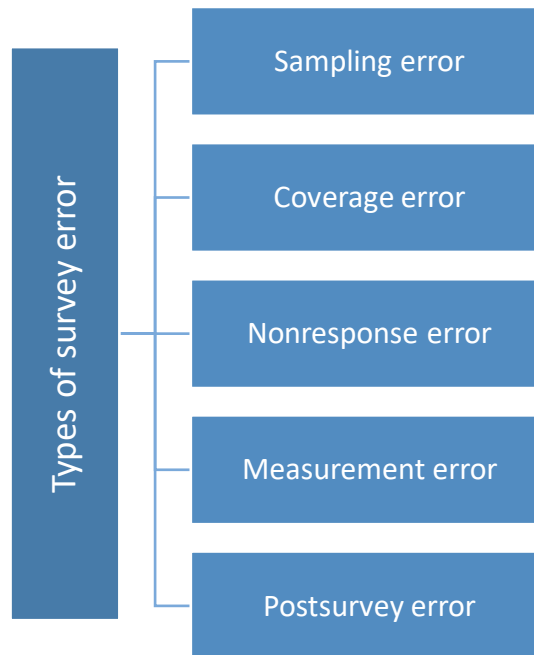 Types of survey error
Sampling error
Coverage error
Nonresponse error
Measurement error
Postsurvey error